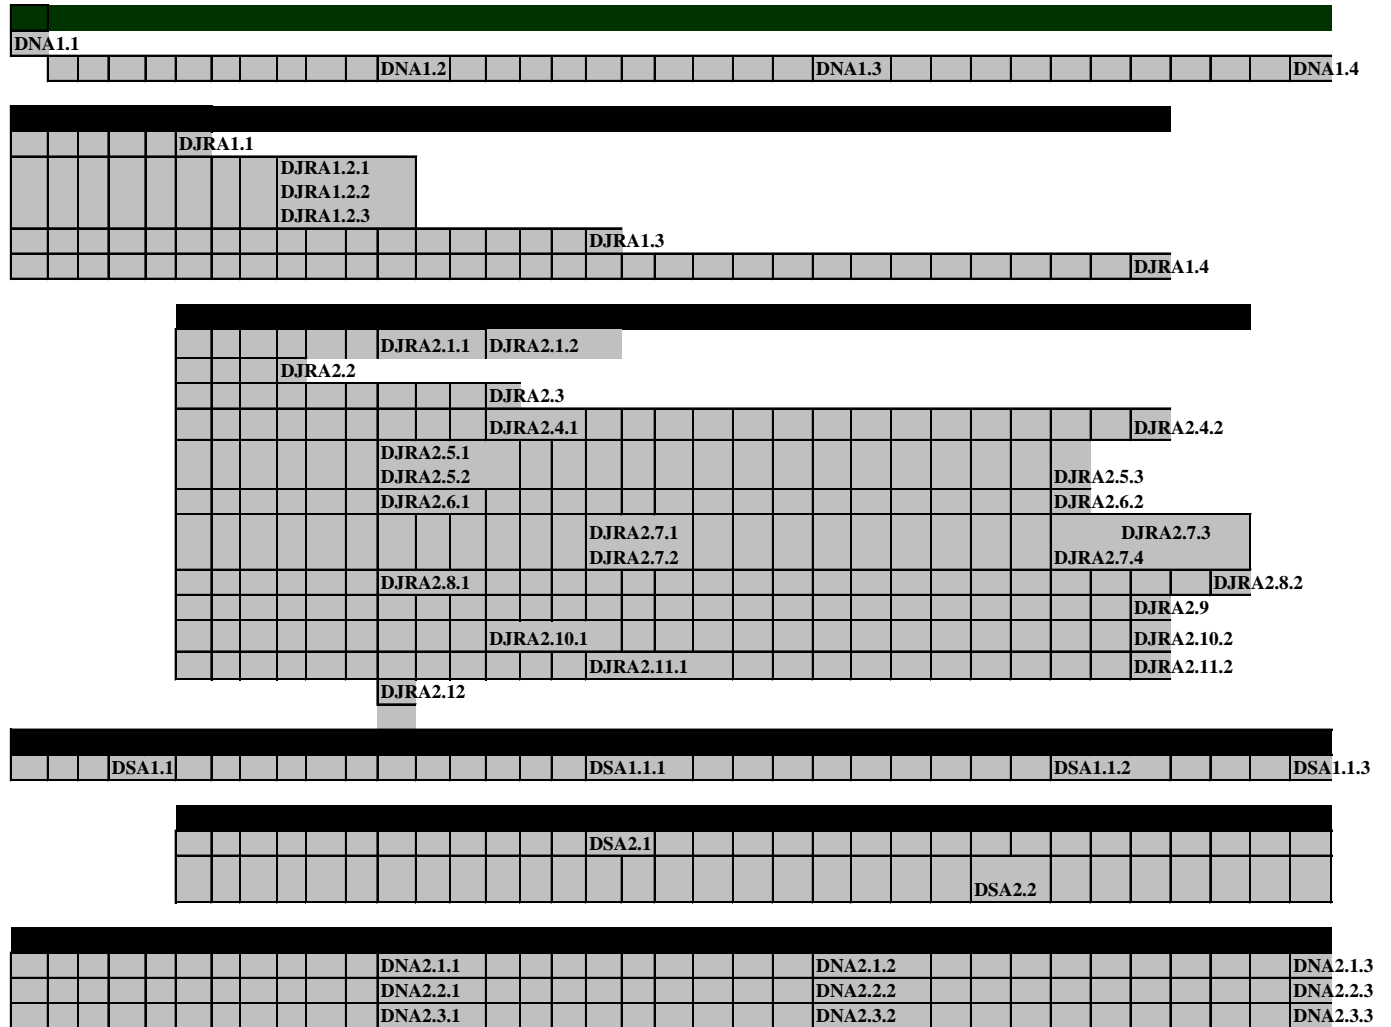 DNA1.1
DNA1.2 DNA1.3 DNA1.4
DJRA1.1
DJRA1.2.1
DJRA1.2.2
DJRA1.2.3
DJRA1.3
DJRA1.4
DJRA2.1.1 DJRA2.1.2
DJRA2.2
DJRA2.3
DJRA2.4.1 DJRA2.4.2
DJRA2.5.1
DJRA2.5.2 DJRA2.5.3
DJRA2.6.1 DJRA2.6.2
DJRA2.7.1 DJRA2.7.3
DJRA2.7.2 DJRA2.7.4
DJRA2.8.1 DJRA2.8.2
DJRA2.9
DJRA2.10.1 DJRA2.10.2
DJRA2.11.1 DJRA2.11.2
DJRA2.12
DSA1.1 DSA1.1.1 DSA1.1.2 DSA1.1.3
DSA2.1
DSA2.2
DNA2.1.1 DNA2.1.2 DNA2.1.3
DNA2.2.1 DNA2.2.2 DNA2.2.3
DNA2.3.1 DNA2.3.2 DNA2.3.3